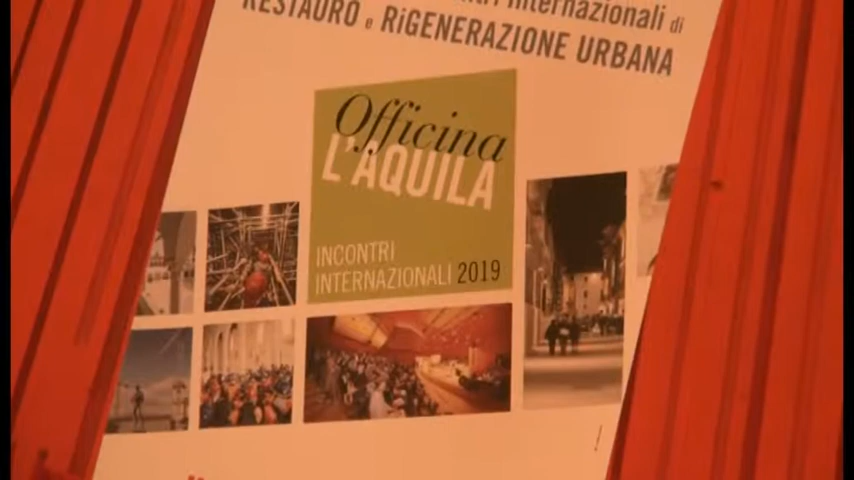 Internazionali di
RESTAURO e RiGENERAZIONE URBANA
Officina
L'AQUILA
INCONTRI
INTERNAZIONALI 2019